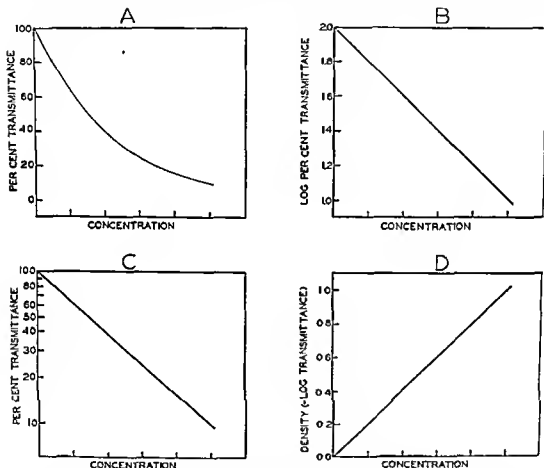 A
PER CENT TRANSMITTANCE
100
80
60
40
20
0
CONCENTRATION
B
LOG PER CENT TRANSMITTANCE
2.0
1.8
1.6
1.4
1.2
1.0
CONCENTRATION
C
PER CENT TRANSMITTANCE
100
80
60
50
40
30
20
10
CONCENTRATION
D
DENSITY (-LOG TRANSMITTANCE)
1.0
0.8
0.6
0.4
0.2
0.0
CONCENTRATION